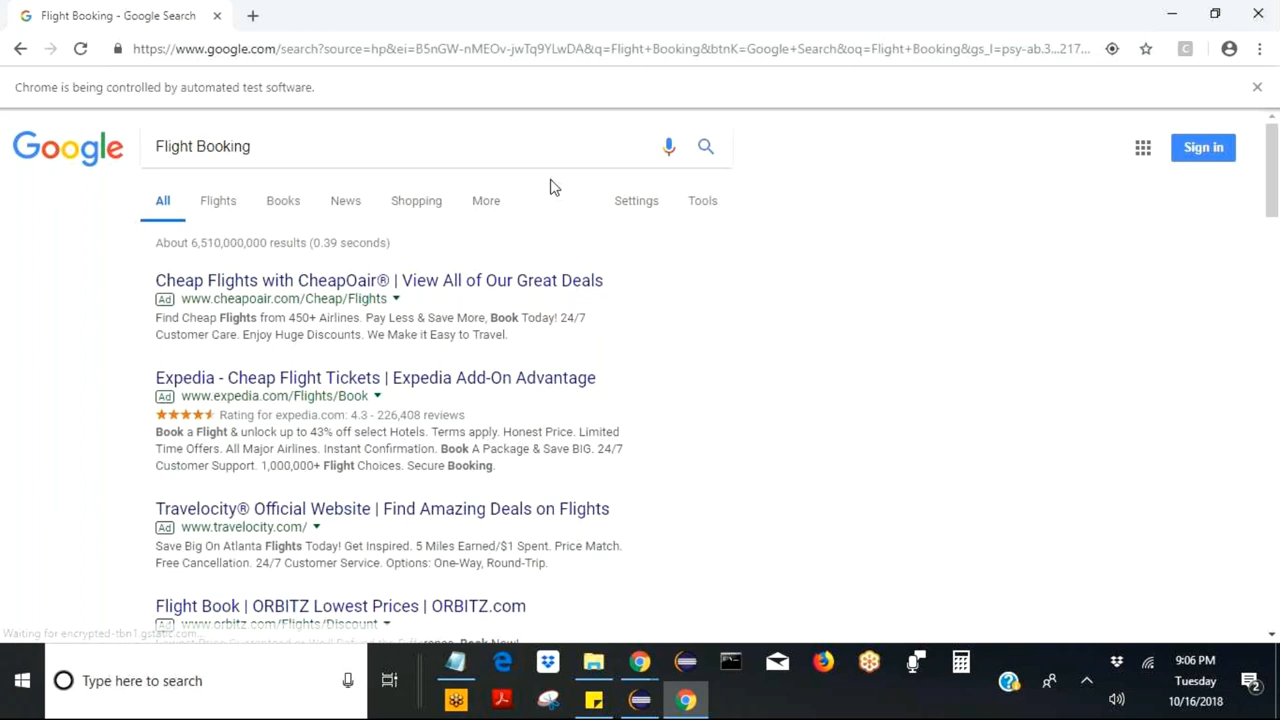 Flight Booking - Google Search
https://www.google.com/search?source=hp&ei=B5nGW-nMEOv-jwTq9YLwDA&q=Flight+Booking&btnK=Google+Search&oq=Flight+Booking&gs_l=psy-ab.3...217...
Chrome is being controlled by automated test software.
Google
Flight Booking
Sign in
All Flights Books News Shopping More Settings Tools
About 6,510,000,000 results (0.39 seconds)
Cheap Flights with CheapOair® | View All of Our Great Deals
Ad www.cheapoair.com/Cheap/Flights
Find Cheap Flights from 450+ Airlines. Pay Less & Save More, Book Today! 24/7
Customer Care. Enjoy Huge Discounts. We Make it Easy to Travel.
Expedia - Cheap Flight Tickets | Expedia Add-On Advantage
Ad www.expedia.com/Flights/Book
Rating for expedia.com: 4.3 - 226,408 reviews
Book a Flight & unlock up to 43% off select Hotels. Terms apply. Honest Price. Limited
Time Offers. All Major Airlines. Instant Confirmation. Book A Package & Save BIG. 24/7
Customer Support. 1,000,000+ Flight Choices. Secure Booking.
Travelocity® Official Website | Find Amazing Deals on Flights
Ad www.travelocity.com/
Save Big On Atlanta Flights Today! Get Inspired. 5 Miles Earned/$1 Spent. Price Match.
Free Cancellation. 24/7 Customer Service. Options: One-Way, Round-Trip.
Flight Book | ORBITZ Lowest Prices | ORBITZ.com
Ad www.orbitz.com/Flights/Discount
Waiting for encrypted-tbn1.gstatic.com...
Book Now!
Type here to search
9:06 PM
Tuesday
10/16/2018
2